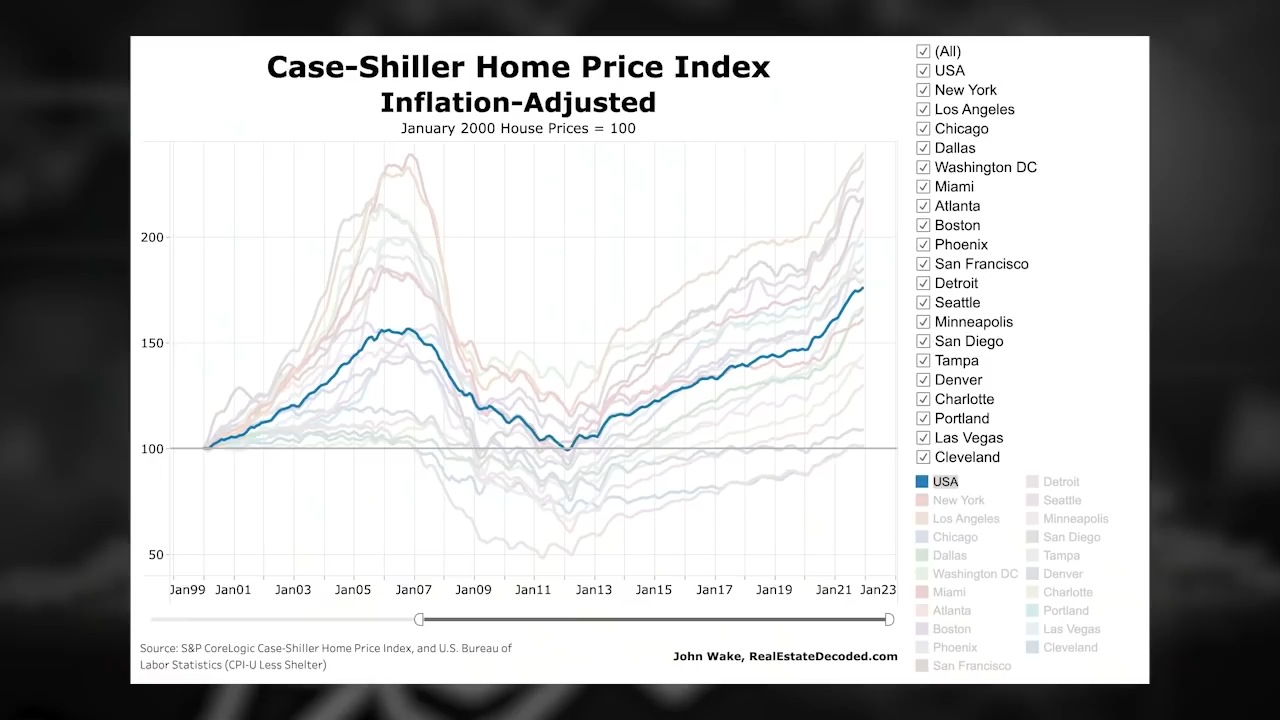 Case-Shiller Home Price Index
Inflation-Adjusted
January 2000 House Prices = 100
200
150
100
50
Jan99 Jan01 Jan03 Jan05 Jan07 Jan09 Jan11 Jan13 Jan15 Jan17 Jan19 Jan21 Jan23
Source: S&P CoreLogic Case-Shiller Home Price Index, and U.S. Bureau of
Labor Statistics (CPI-U Less Shelter)
John Wake, RealEstateDecoded.com
(All)
USA
New York
Los Angeles
Chicago
Dallas
Washington DC
Miami
Atlanta
Boston
Phoenix
San Francisco
Detroit
Seattle
Minneapolis
San Diego
Tampa
Denver
Charlotte
Portland
Las Vegas
Cleveland
USA Detroit
New York Seattle
Los Angeles Minneapolis
Chicago San Diego
Dallas Tampa
Washington DC Denver
Miami Charlotte
Atlanta Portland
Boston Las Vegas
Phoenix Cleveland
San Francisco